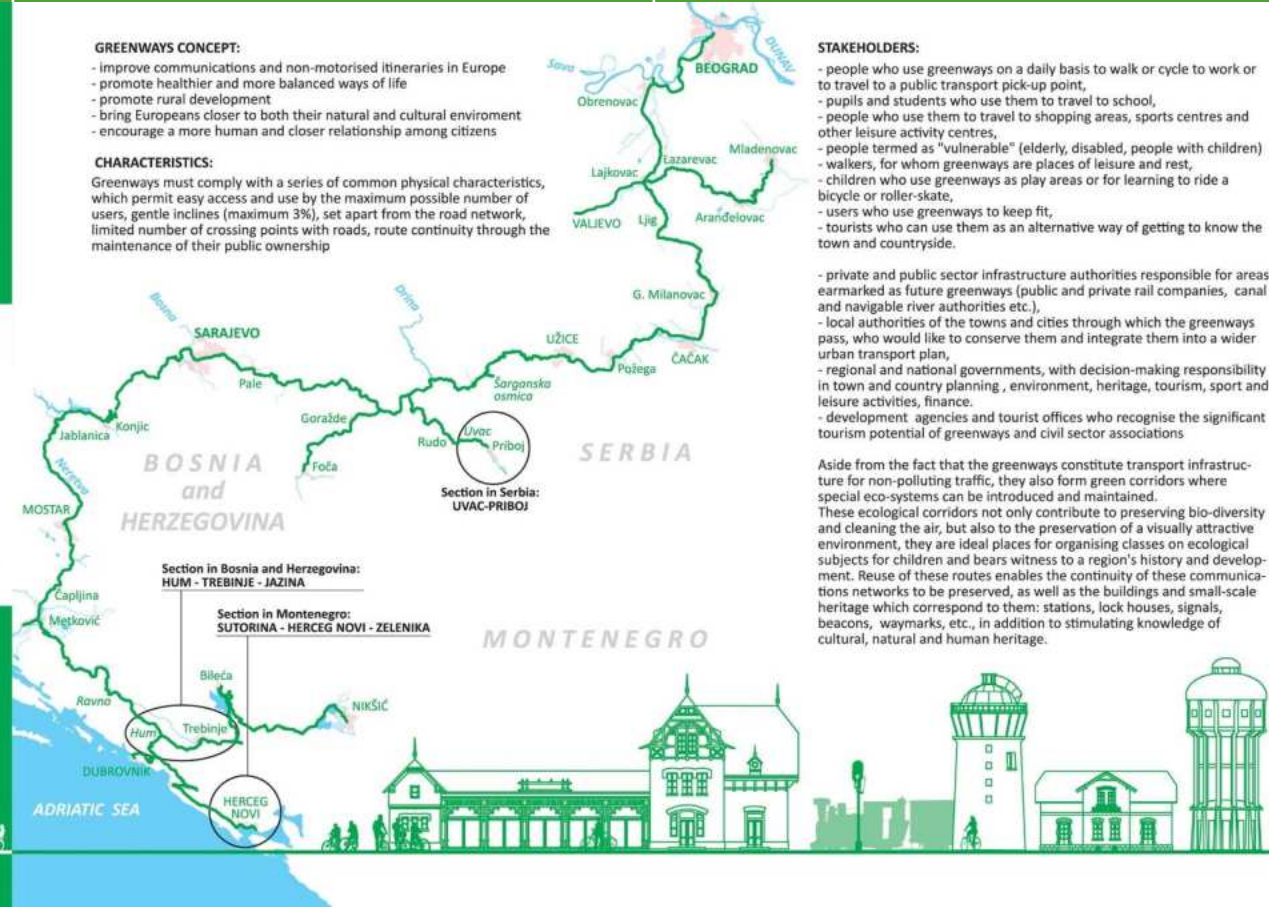 GREENWAYS CONCEPT:
- improve communications and non-motorised itineraries in Europe
- promote healthier and more balanced ways of life
- promote rural development
- bring Europeans closer to both their natural and cultural enviroment
- encourage a more human and closer relationship among citizens
CHARACTERISTICS:
Greenways must comply with a series of common physical characteristics,
which permit easy access and use by the maximum possible number of
users, gentle inclines (maximum 3%), set apart from the road network,
limited number of crossing points with roads, route continuity through the
maintenance of their public ownership
Sava
DUNAV
BEOGRAD
Obrenovac
Lazarevac
Mladenovac
Lajkovac
VALJEVO
Ljig
Aranđelovac
G. Milanovac
Bosna
Drina
SARAJEVO
UŽICE
ČAČAK
Požega
Pale
Šarganska
osmica
Goražde
Konjic
Jablanica
Rudo
Uvac
Priboj
Foča
Neretva
BOSNIA
and
HERZEGOVINA
SERBIA
Section in Serbia:
UVAC-PRIBOJ
MOSTAR
Section in Bosnia and Herzegovina:
HUM - TREBINJE - JAZINA
Čapljina
Metković
Section in Montenegro:
SUTORINA - HERCEG NOVI - ZELENIKA
MONTENEGRO
Bileća
Ravno
NIKŠIĆ
Hum
Trebinje
DUBROVNIK
ADRIATIC SEA
HERCEG
NOVI
STAKEHOLDERS:
- people who use greenways on a daily basis to walk or cycle to work or
to travel to a public transport pick-up point,
- pupils and students who use them to travel to school,
- people who use them to travel to shopping areas, sports centres and
other leisure activity centres,
- people termed as "vulnerable" (elderly, disabled, people with children)
- walkers, for whom greenways are places of leisure and rest,
- children who use greenways as play areas or for learning to ride a
bicycle or roller-skate,
- users who use greenways to keep fit,
- tourists who can use them as an alternative way of getting to know the
town and countryside.
- private and public sector infrastructure authorities responsible for areas
earmarked as future greenways (public and private rail companies, canal
and navigable river authorities etc.),
- local authorities of the towns and cities through which the greenways
pass, who would like to conserve them and integrate them into a wider
urban transport plan,
- regional and national governments, with decision-making responsibility
in town and country planning , environment, heritage, tourism, sport and
leisure activities, finance.
- development agencies and tourist offices who recognise the significant
tourism potential of greenways and civil sector associations
Aside from the fact that the greenways constitute transport infrastruc-
ture for non-polluting traffic, they also form green corridors where
special eco-systems can be introduced and maintained.
These ecological corridors not only contribute to preserving bio-diversity
and cleaning the air, but also to the preservation of a visually attractive
environment, they are ideal places for organising classes on ecological
subjects for children and bears witness to a region's history and develop-
ment. Reuse of these routes enables the continuity of these communica-
tions networks to be preserved, as well as the buildings and small-scale
heritage which correspond to them: stations, lock houses, signals,
beacons, waymarks, etc., in addition to stimulating knowledge of
cultural, natural and human heritage.